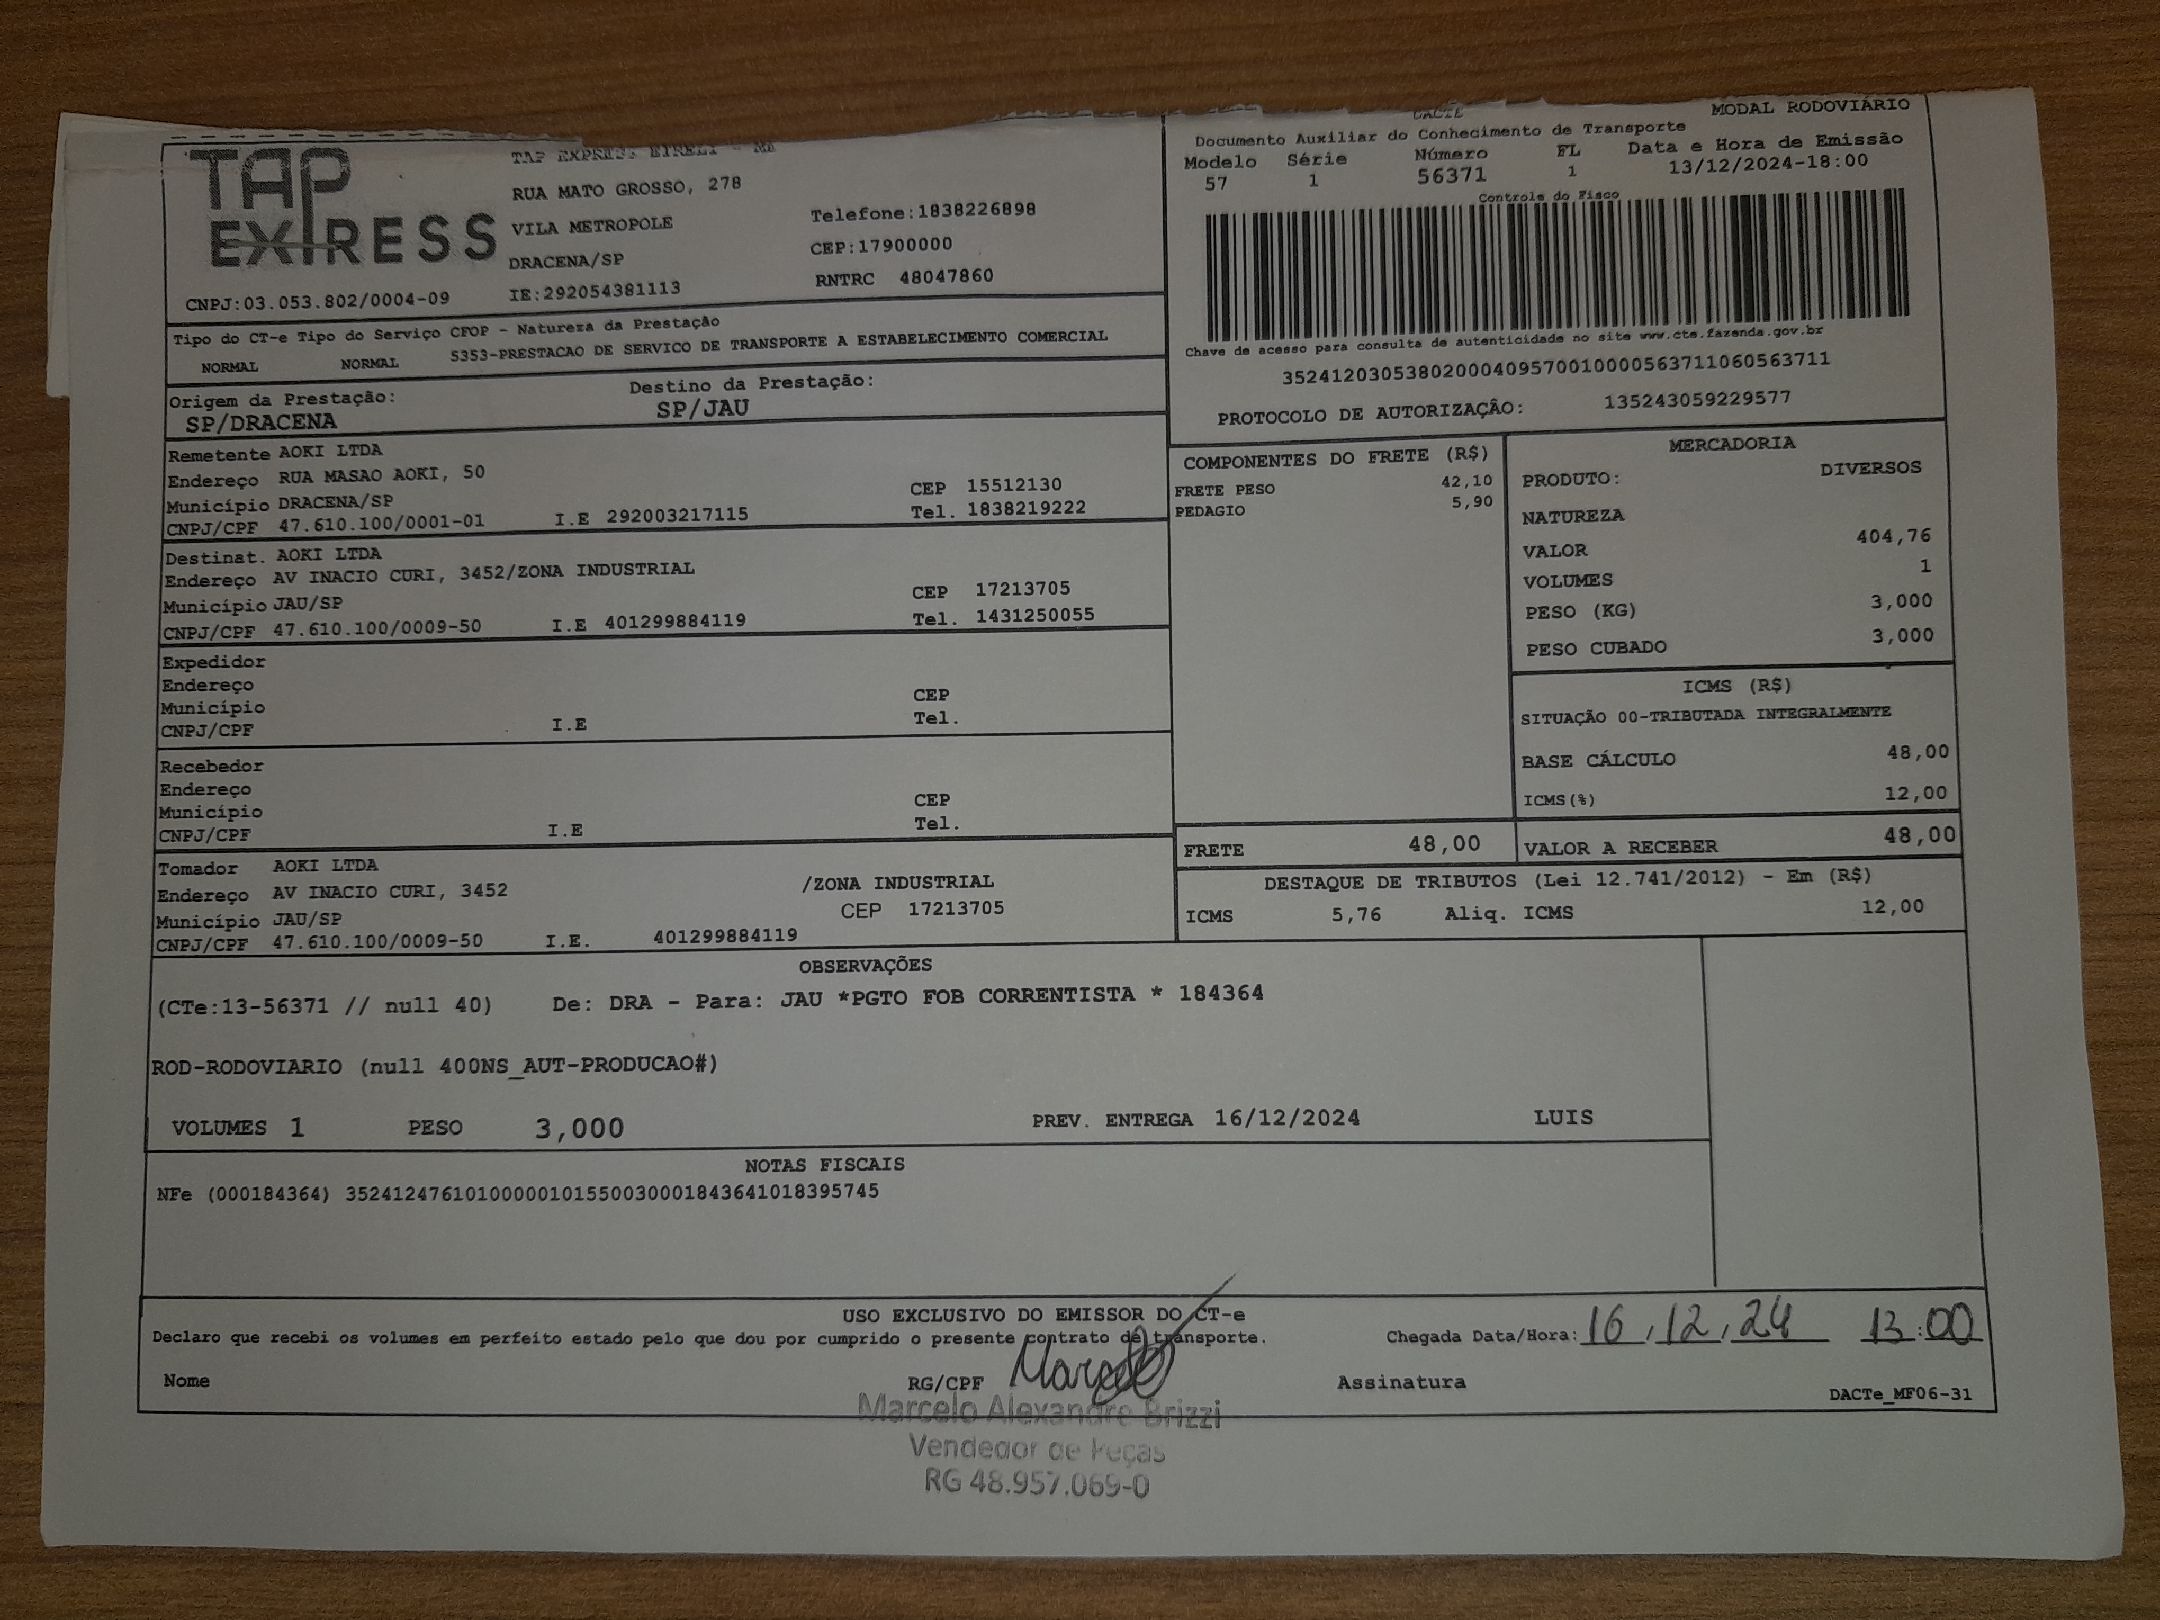 DACTE
MODAL RODOVIÁRIO
Documento Auxiliar do Conhecimento de Transporte
Modelo Série Número FL Data e Hora de Emissão
57 1 56371 1 13/12/2024-18:00
Controle do Fisco
TAP EXPRESS
TAP EXPRESS EIRELI - ME
RUA MATO GROSSO, 278
VILA METROPOLE
DRACENA/SP
IE:292054381113
Telefone:1838226898
CEP:17900000
RNTRC 48047860
CNPJ:03.053.802/0004-09
Tipo do CT-e Tipo do Serviço CFOP - Natureza da Prestação
NORMAL NORMAL 5353-PRESTACAO DE SERVICO DE TRANSPORTE A ESTABELECIMENTO COMERCIAL
Chave de acesso para consulta de autenticidade no site www.cte.fazenda.gov.br
35241203053802000409570010000563711060563711
PROTOCOLO DE AUTORIZAÇÂO: 135243059229577
Origem da Prestação: Destino da Prestação:
SP/DRACENA SP/JAU
Remetente AOKI LTDA
Endereço RUA MASAO AOKI, 50
Município DRACENA/SP CEP 15512130
CNPJ/CPF 47.610.100/0001-01 I.E 292003217115 Tel. 1838219222
Destinat. AOKI LTDA
Endereço AV INACIO CURI, 3452/ZONA INDUSTRIAL
Município JAU/SP CEP 17213705
CNPJ/CPF 47.610.100/0009-50 I.E 401299884119 Tel. 1431250055
Expedidor
Endereço
Município CEP
CNPJ/CPF I.E Tel.
Recebedor
Endereço
Município CEP
CNPJ/CPF I.E Tel.
Tomador AOKI LTDA
Endereço AV INACIO CURI, 3452 /ZONA INDUSTRIAL
Município JAU/SP CEP 17213705
CNPJ/CPF 47.610.100/0009-50 I.E. 401299884119
COMPONENTES DO FRETE (R$)
FRETE PESO 42,10
PEDAGIO 5,90
MERCADORIA
PRODUTO: DIVERSOS
NATUREZA
VALOR 404,76
VOLUMES 1
PESO (KG) 3,000
PESO CUBADO 3,000
ICMS (R$)
SITUAÇÃO 00-TRIBUTADA INTEGRALMENTE
BASE CÁLCULO 48,00
ICMS(%) 12,00
FRETE 48,00 VALOR A RECEBER 48,00
DESTAQUE DE TRIBUTOS (Lei 12.741/2012) - Em (R$)
ICMS 5,76 Aliq. ICMS 12,00
OBSERVAÇÕES
(CTe:13-56371 // null 40) De: DRA - Para: JAU *PGTO FOB CORRENTISTA * 184364
ROD-RODOVIARIO (null 400NS_AUT-PRODUCAO#)
VOLUMES 1 PESO 3,000 PREV. ENTREGA 16/12/2024 LUIS
NOTAS FISCAIS
NFe (000184364) 35241247610100000101550030001843641018395745
USO EXCLUSIVO DO EMISSOR DO CT-e
Declaro que recebi os volumes em perfeito estado pelo que dou por cumprido o presente contrato de transporte. Chegada Data/Hora: 16/12/24 13:00
Nome RG/CPF Marcelo Assinatura DACTe_MF06-31
Marcelo Alexandre Brizzi
Vendedor de Peças
RG 48.957.069-0